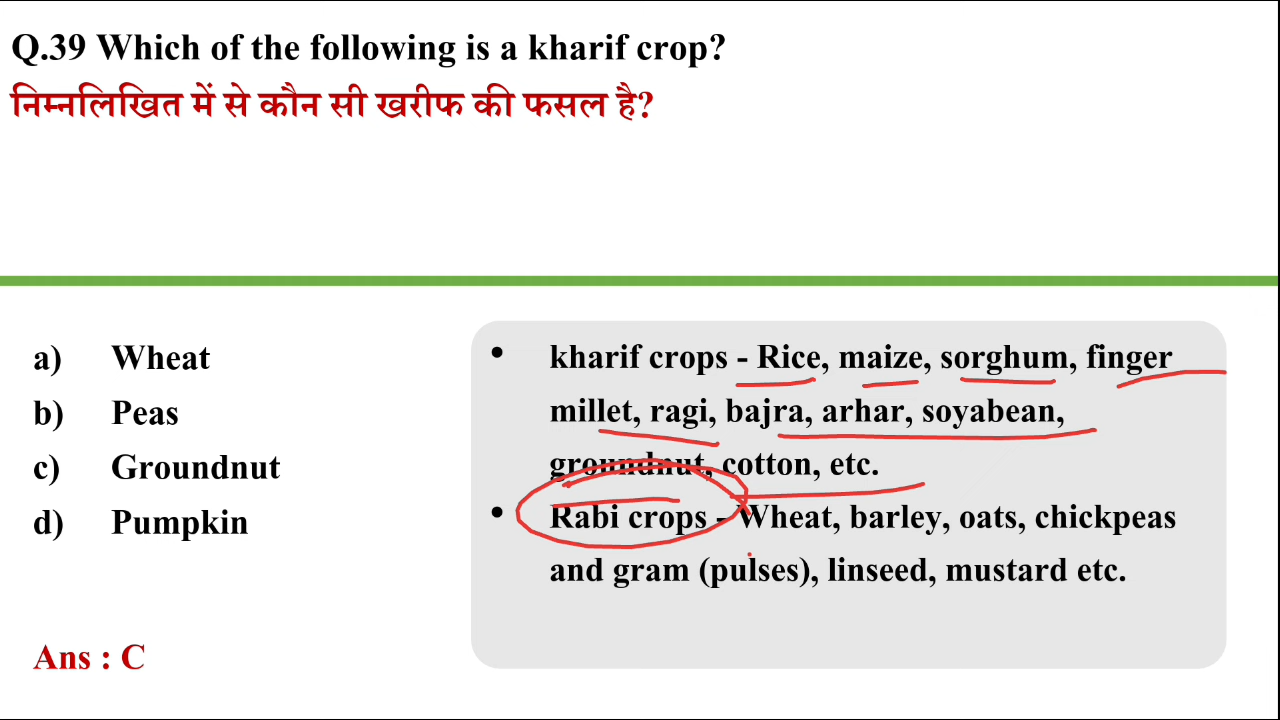 Q.39 Which of the following is a kharif crop?
निम्नलिखित में से कौन सी खरीफ की फसल है?
a) Wheat
b) Peas
c) Groundnut
d) Pumpkin
Ans : C
• kharif crops - Rice, maize, sorghum, finger
millet, ragi, bajra, arhar, soyabean,
groundnut, cotton, etc.
• Rabi crops - Wheat, barley, oats, chickpeas
and gram (pulses), linseed, mustard etc.